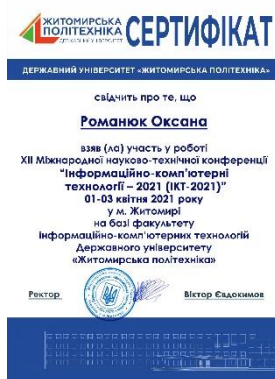 ЖИТОМИРСЬКА
ПОЛІТЕХНІКА
ДЕРЖАВНИЙ УНІВЕРСИТЕТ
СЕРТИФІКАТ
ДЕРЖАВНИЙ УНІВЕРСИТЕТ «ЖИТОМИРСЬКА ПОЛІТЕХНІКА»
свідчить про те, що
Романюк Оксана
взяв (ла) участь у роботі
XII Міжнародної науково-технічної конференції
"Інформаційно-комп'ютерні
технології – 2021 (ІКТ-2021)"
01-03 квітня 2021 року
у м. Житомирі
на базі факультету
інформаційно-комп'ютерних технологій
Державного університету
«Житомирська політехніка»
Ректор
Віктор Євдокимов